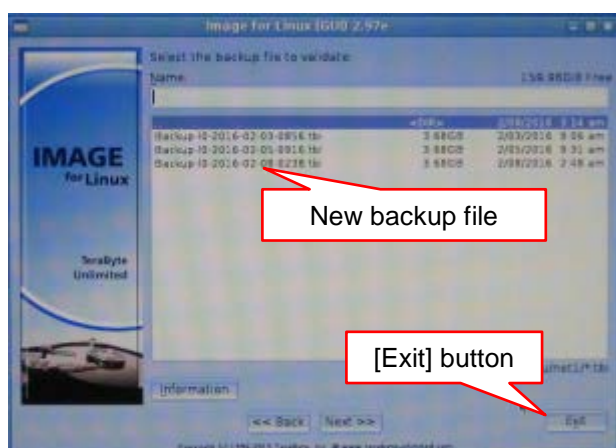 Image for Linux (GUI) 2.97e
Select the backup file to validate:
Name
<DIR>
Backup-I0-2016-02-03-0856.tbi 3.68GB 2/03/2016 9:06 am
Backup-I0-2016-02-05-0916.tbi 3.68GB 2/05/2016 9:31 am
Backup-I0-2016-02-08-0238.tbi 3.68GB 2/08/2016 2:48 am
IMAGE
for Linux
New backup file
TeraByte
Unlimited
[Exit] button
Information
<< Back
Next >>
Exit